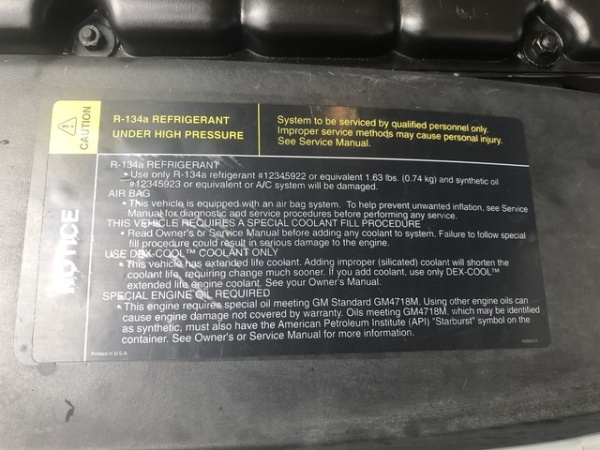 CAUTION
R-134a REFRIGERANT
UNDER HIGH PRESSURE
System to be serviced by qualified personnel only.
Improper service methods may cause personal injury.
See Service Manual.
NOTICE
R-134a REFRIGERANT
• Use only R-134a refrigerant #12345922 or equivalent 1.63 lbs. (0.74 kg) and synthetic oil
#12345923 or equivalent or A/C system will be damaged.
AIR BAG
• This vehicle is equipped with an air bag system. To help prevent unwanted inflation, see Service
Manual for diagnostic and service procedures before performing any service.
THIS VEHICLE REQUIRES A SPECIAL COOLANT FILL PROCEDURE
• Read Owner's or Service Manual before adding any coolant to system. Failure to follow special
fill procedure could result in serious damage to the engine.
USE DEX-COOL™ COOLANT ONLY
• This vehicle has extended life coolant. Adding improper (silicated) coolant will shorten the
coolant life, requiring change much sooner. If you add coolant, use only DEX-COOL™
extended life engine coolant. See your Owner's Manual.
SPECIAL ENGINE OIL REQUIRED
• This engine requires special oil meeting GM Standard GM4718M. Using other engine oils can
cause engine damage not covered by warranty. Oils meeting GM4718M, which may be identified
as synthetic, must also have the American Petroleum Institute (API) "Starburst" symbol on the
container. See Owner's or Service Manual for more information.
Printed in U.S.A.